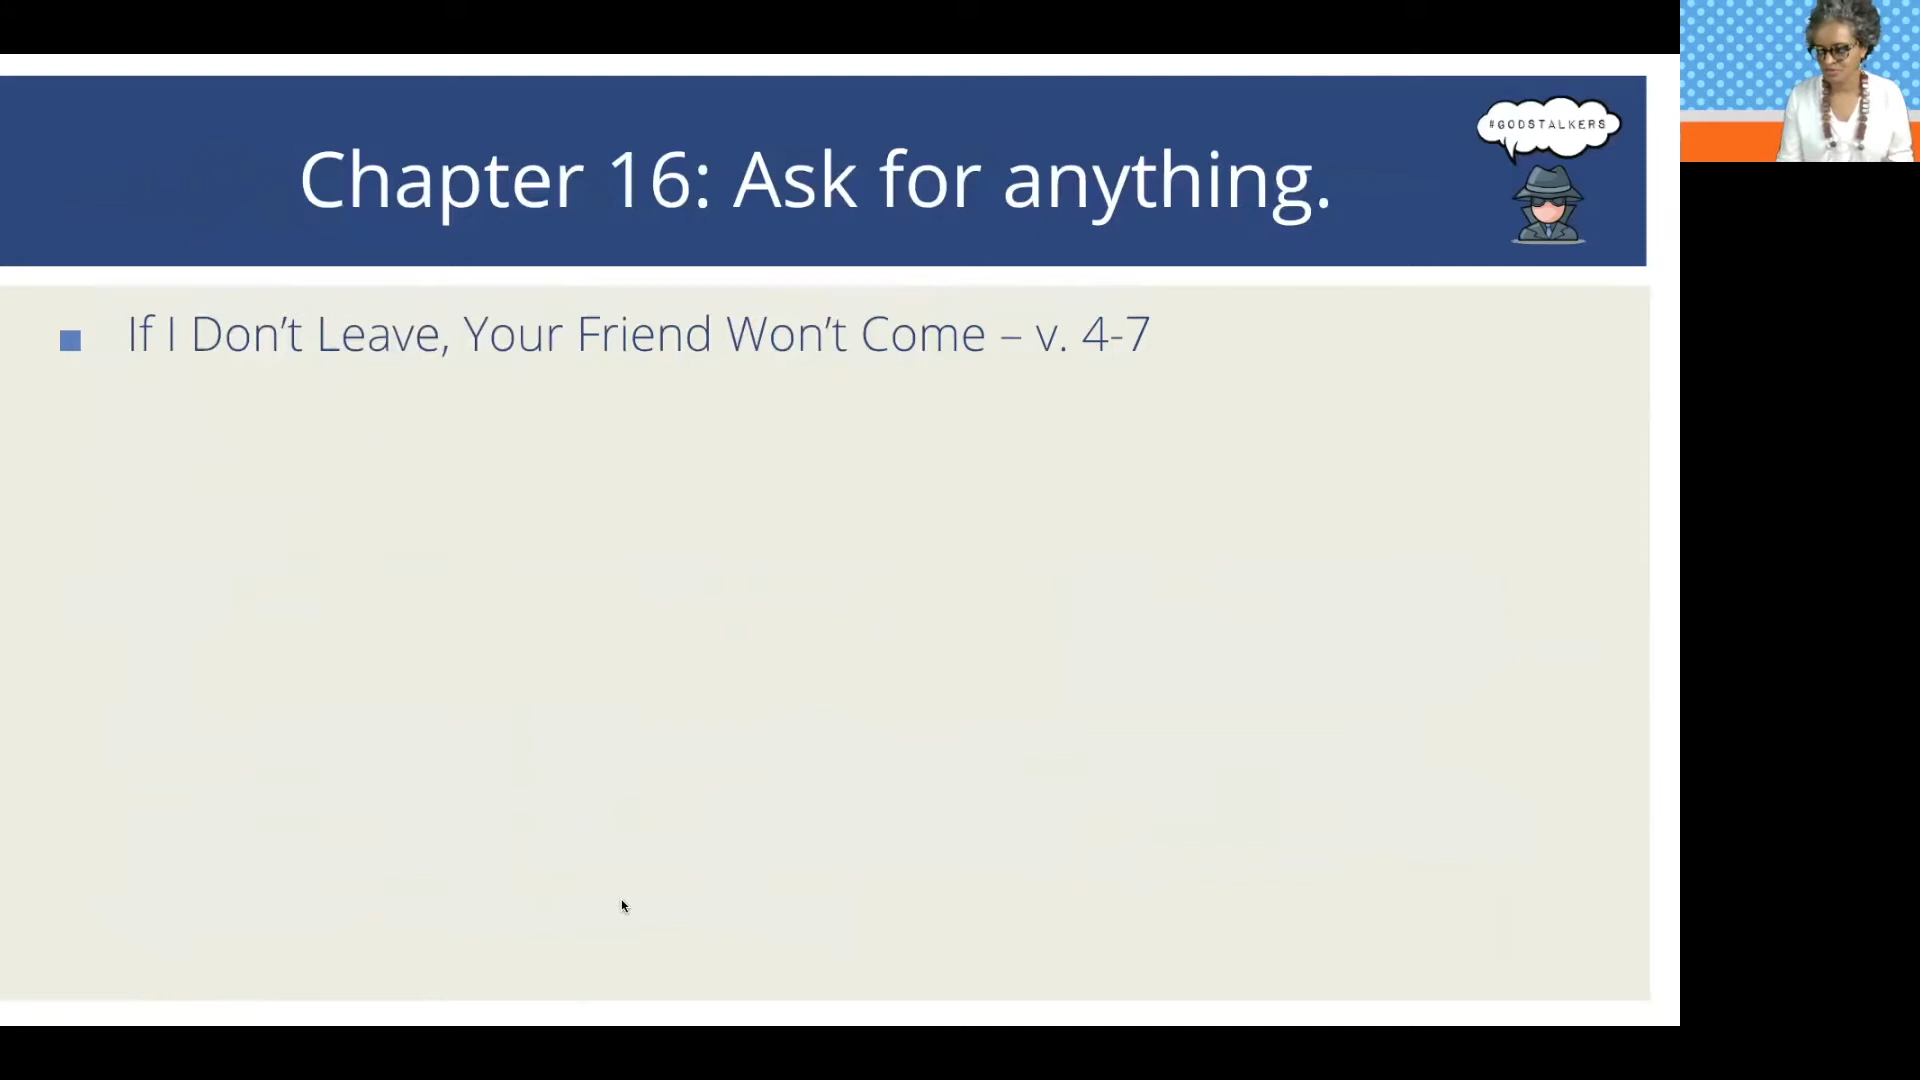 Chapter 16: Ask for anything.
#GODSTALKERS
If I Don’t Leave, Your Friend Won’t Come – v. 4-7